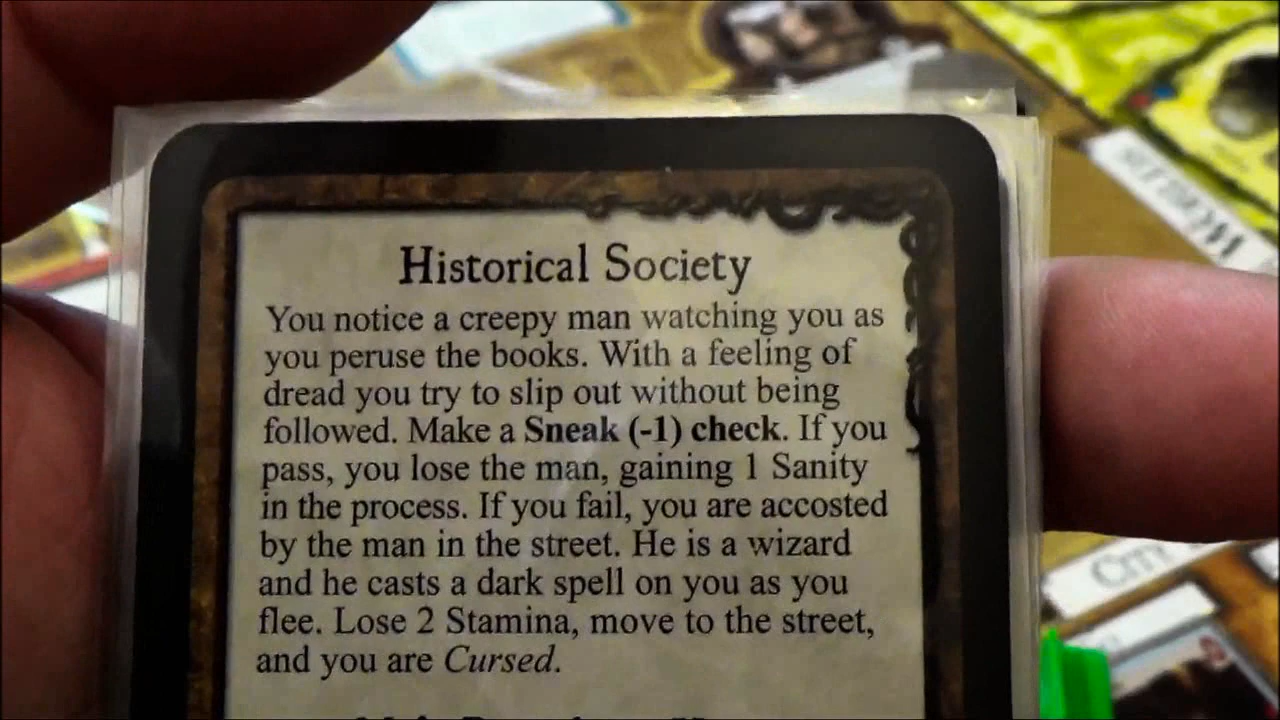 Historical Society
You notice a creepy man watching you as
you peruse the books. With a feeling of
dread you try to slip out without being
followed. Make a Sneak (-1) check. If you
pass, you lose the man, gaining 1 Sanity
in the process. If you fail, you are accosted
by the man in the street. He is a wizard
and he casts a dark spell on you as you
flee. Lose 2 Stamina, move to the street,
and you are Cursed.